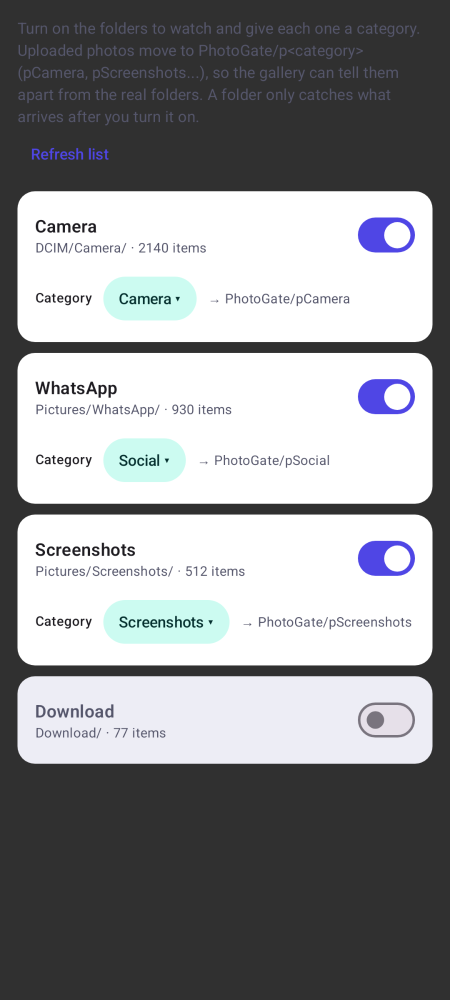 Turn on the folders to watch and give each one a category.
Uploaded photos move to PhotoGate/p<category>
(pCamera, pScreenshots...), so the gallery can tell them
apart from the real folders. A folder only catches what
arrives after you turn it on.
Refresh list
Camera
DCIM/Camera/ · 2140 items
Category Camera ▾ → PhotoGate/pCamera
WhatsApp
Pictures/WhatsApp/ · 930 items
Category Social ▾ → PhotoGate/pSocial
Screenshots
Pictures/Screenshots/ · 512 items
Category Screenshots ▾ → PhotoGate/pScreenshots
Download
Download/ · 77 items